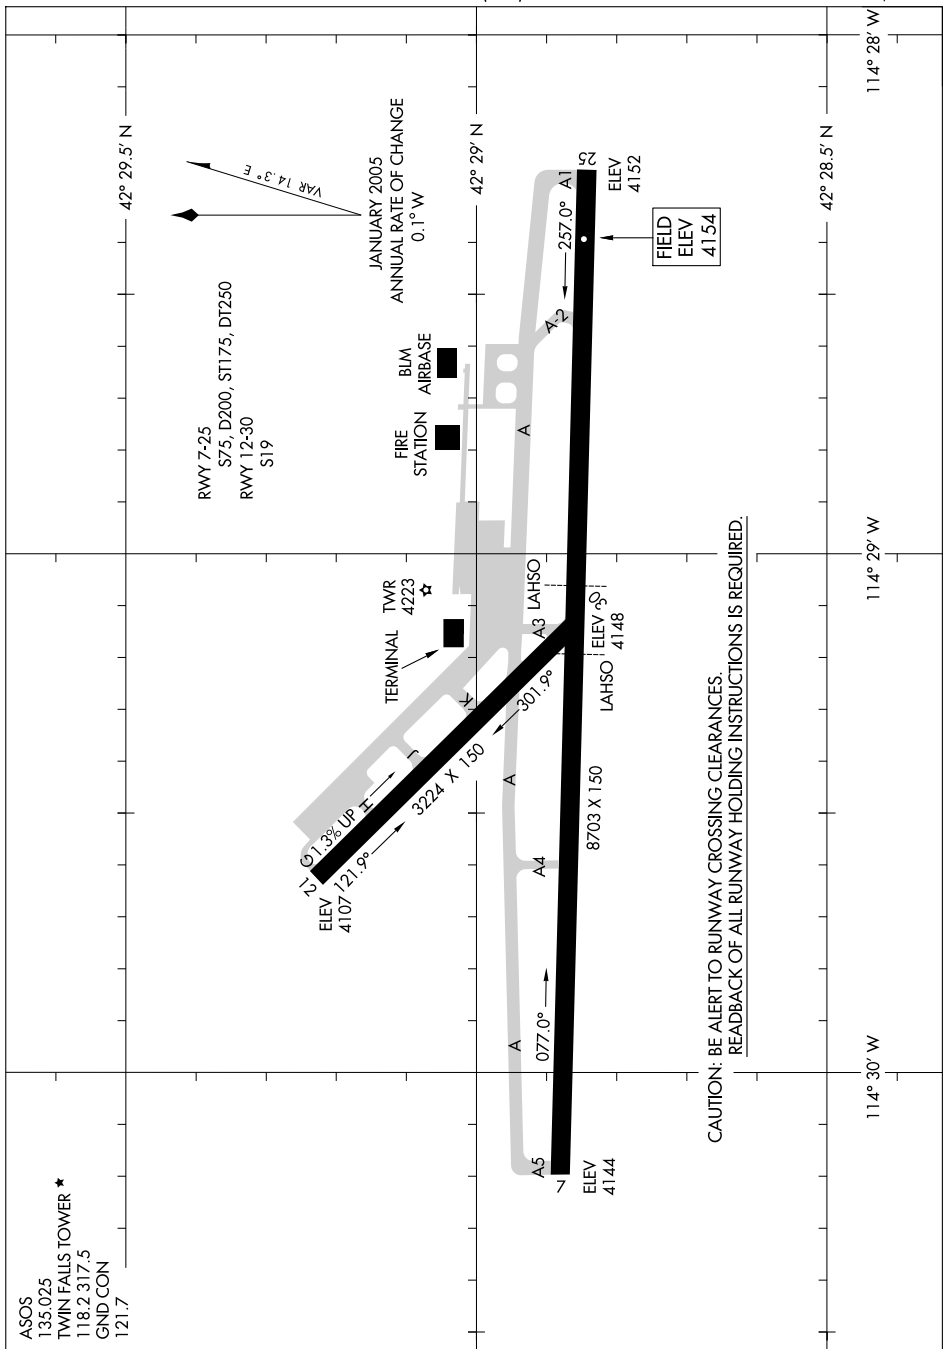 ASOS
135.025
TWIN FALLS TOWER
118.2 317.5
GND CON
121.7
42° 29.5' N
42° 29' N
42° 28.5' N
114° 28' W
114° 29' W
114° 30' W
VAR 14.3° E
JANUARY 2005
ANNUAL RATE OF CHANGE
0.1° W
RWY 7-25
S75, D200, ST175, DT250
RWY 12-30
S19
BLM
AIRBASE
FIRE
STATION
TWR
4223
TERMINAL
FIELD
ELEV
4154
25
ELEV
4152
A1
257.0°
A-2
A
LAHSO
A3
30
ELEV
4148
LAHSO
301.9°
K
J
H
G
1.3% UP
3224 X 150
121.9°
12
ELEV
4107
A
A4
8703 X 150
A
077.0°
A5
7
ELEV
4144
CAUTION: BE ALERT TO RUNWAY CROSSING CLEARANCES.
READBACK OF ALL RUNWAY HOLDING INSTRUCTIONS IS REQUIRED.